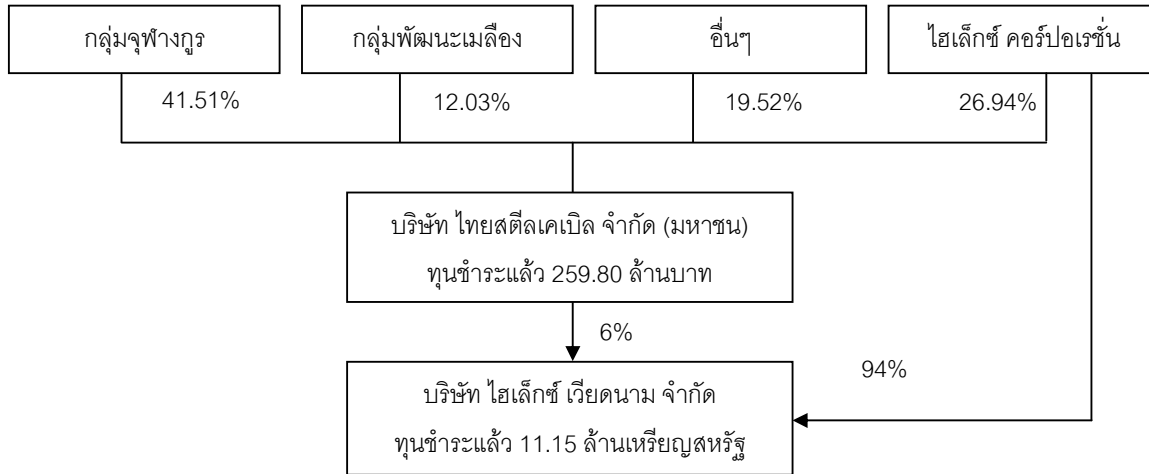 กลุ่มจุฬางกูร
กลุ่มพัฒนะเมลือง
อื่นๆ
ไฮเล็กซ์ คอร์ปอเรชั่น
41.51%
12.03%
19.52%
26.94%
บริษัท ไทยสตีลเคเบิล จำกัด (มหาชน)
ทุนชำระแล้ว 259.80 ล้านบาท
6%
94%
บริษัท ไฮเล็กซ์ เวียดนาม จำกัด
ทุนชำระแล้ว 11.15 ล้านเหรียญสหรัฐ